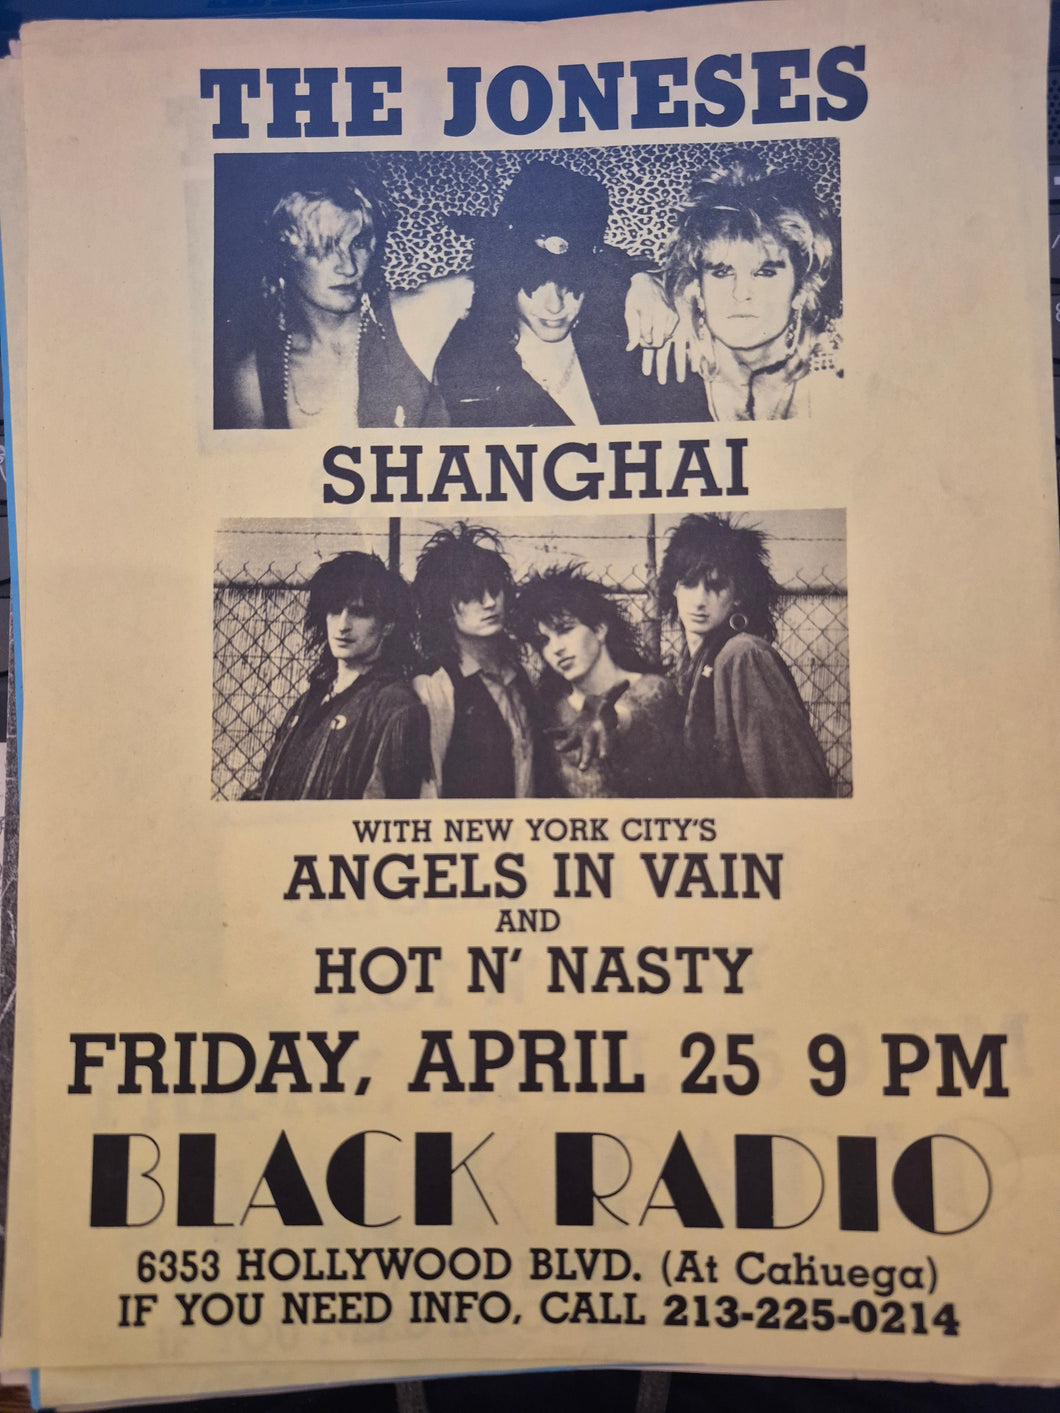 THE JONESES
SHANGHAI
WITH NEW YORK CITY'S
ANGELS IN VAIN
AND
HOT N' NASTY
FRIDAY, APRIL 25 9 PM
BLACK RADIO
6353 HOLLYWOOD BLVD. (At Cahuega)
IF YOU NEED INFO, CALL 213-225-0214